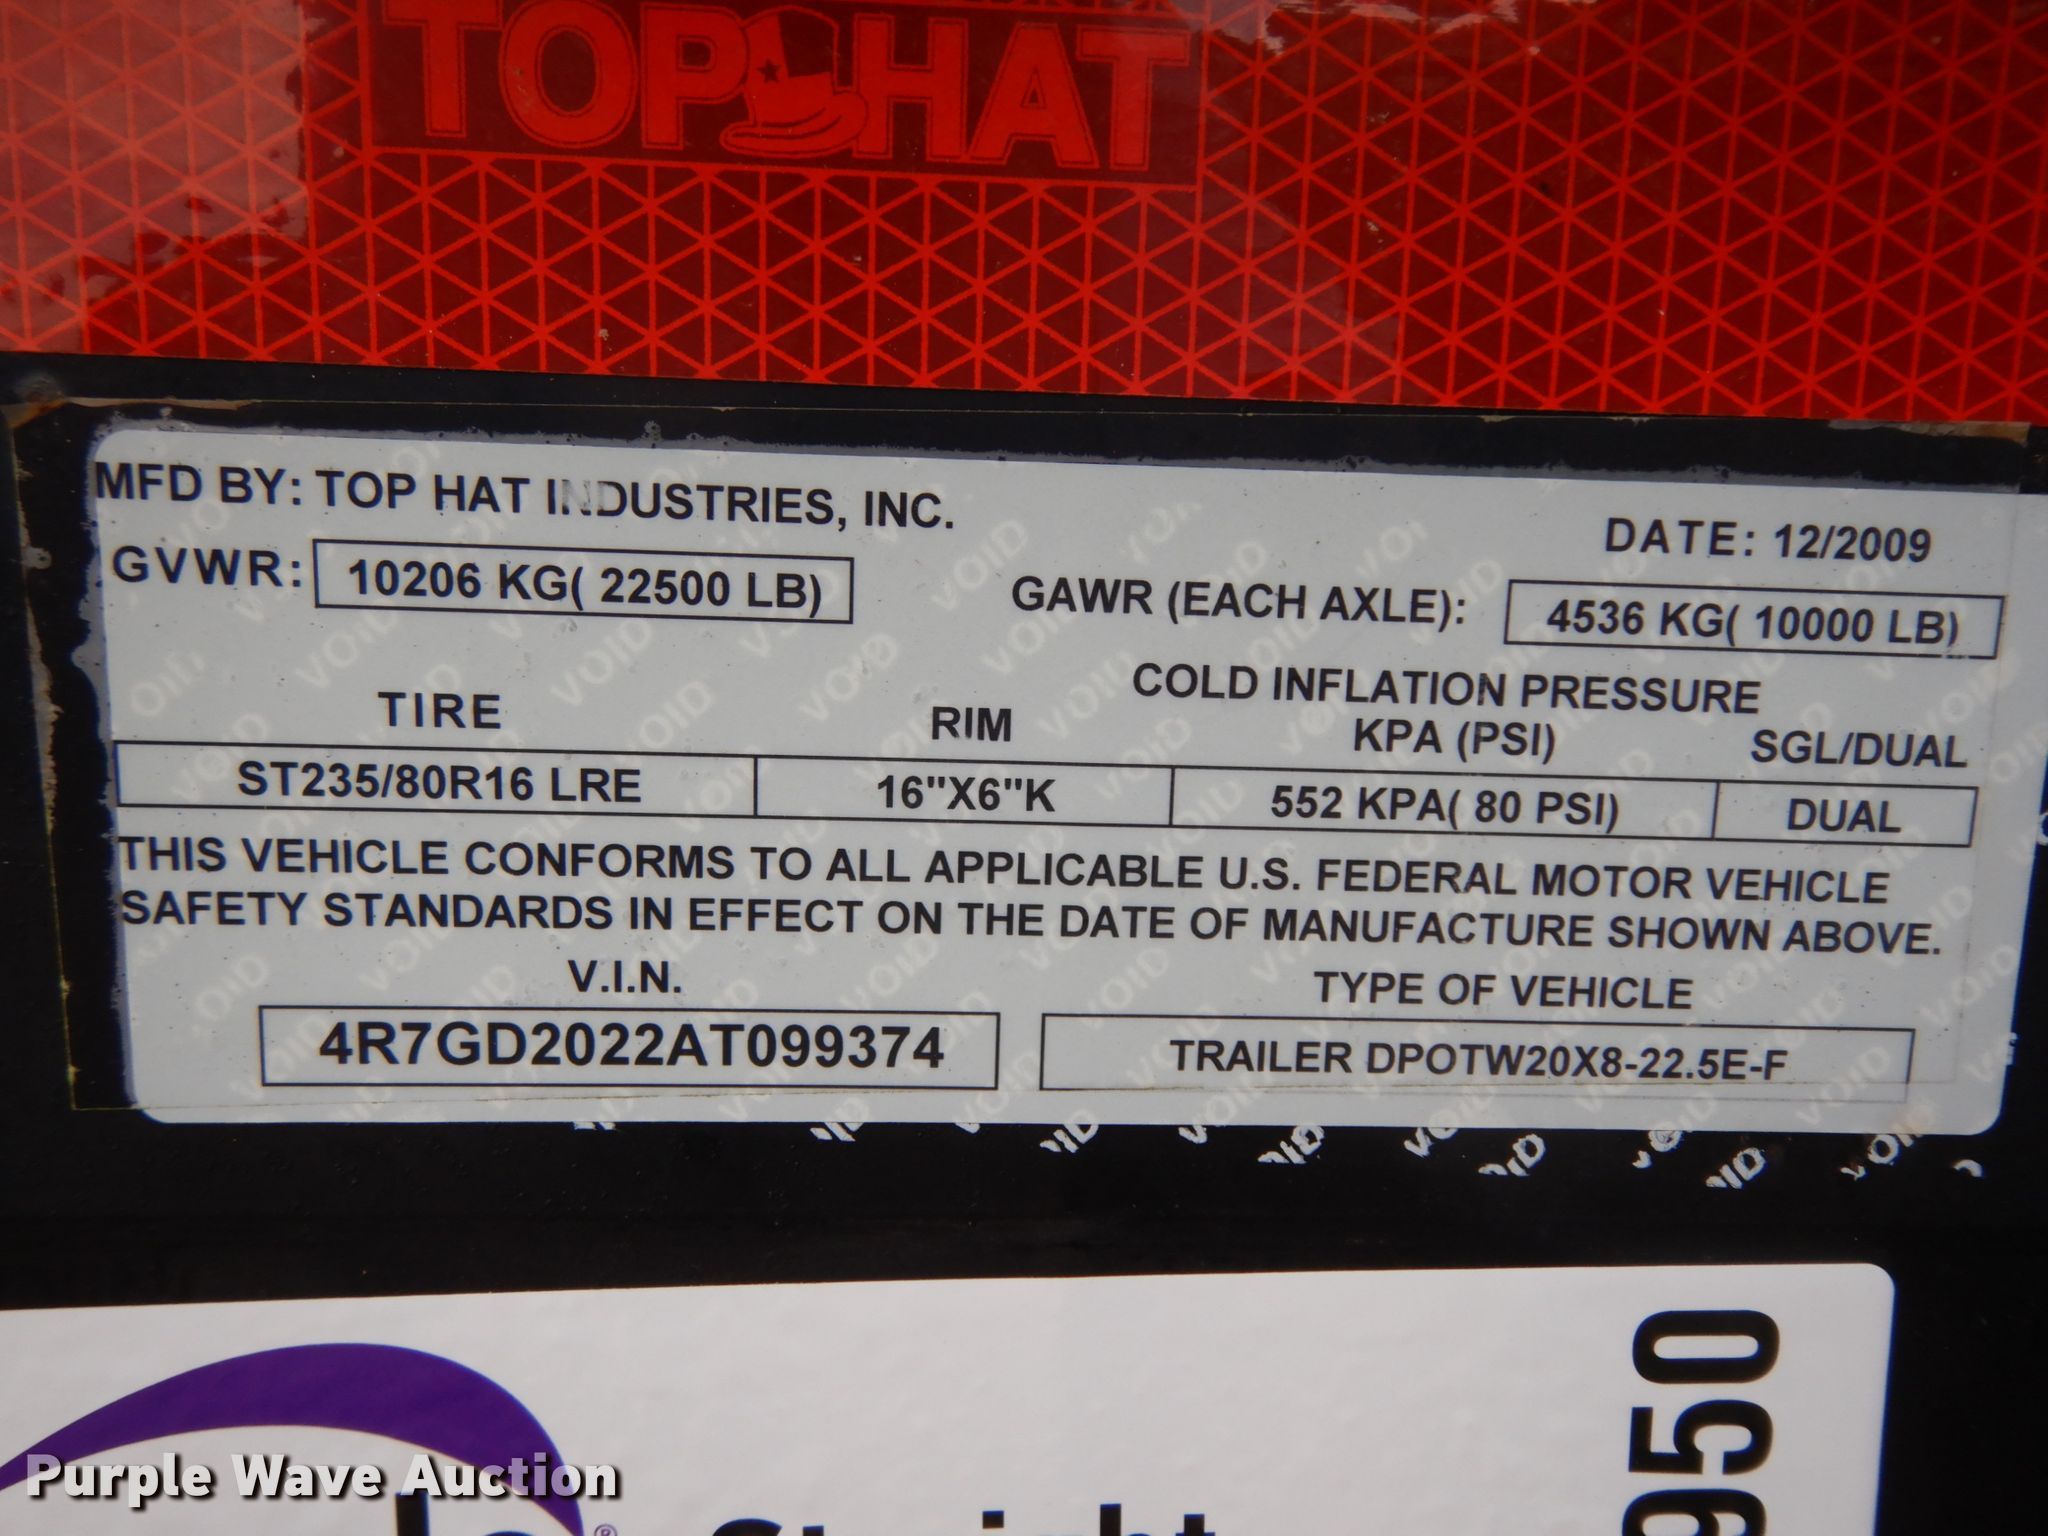 TOP HAT
MFD BY: TOP HAT INDUSTRIES, INC.
DATE: 12/2009
GVWR: 10206 KG( 22500 LB)
GAWR (EACH AXLE): 4536 KG( 10000 LB)
TIRE
RIM
COLD INFLATION PRESSURE
KPA (PSI)
SGL/DUAL
ST235/80R16 LRE
16"X6"K
552 KPA( 80 PSI)
DUAL
THIS VEHICLE CONFORMS TO ALL APPLICABLE U.S. FEDERAL MOTOR VEHICLE
SAFETY STANDARDS IN EFFECT ON THE DATE OF MANUFACTURE SHOWN ABOVE.
V.I.N.
TYPE OF VEHICLE
4R7GD2022AT099374
TRAILER DPOTW20X8-22.5E-F
950
Purple Wave Auction
®
Straight